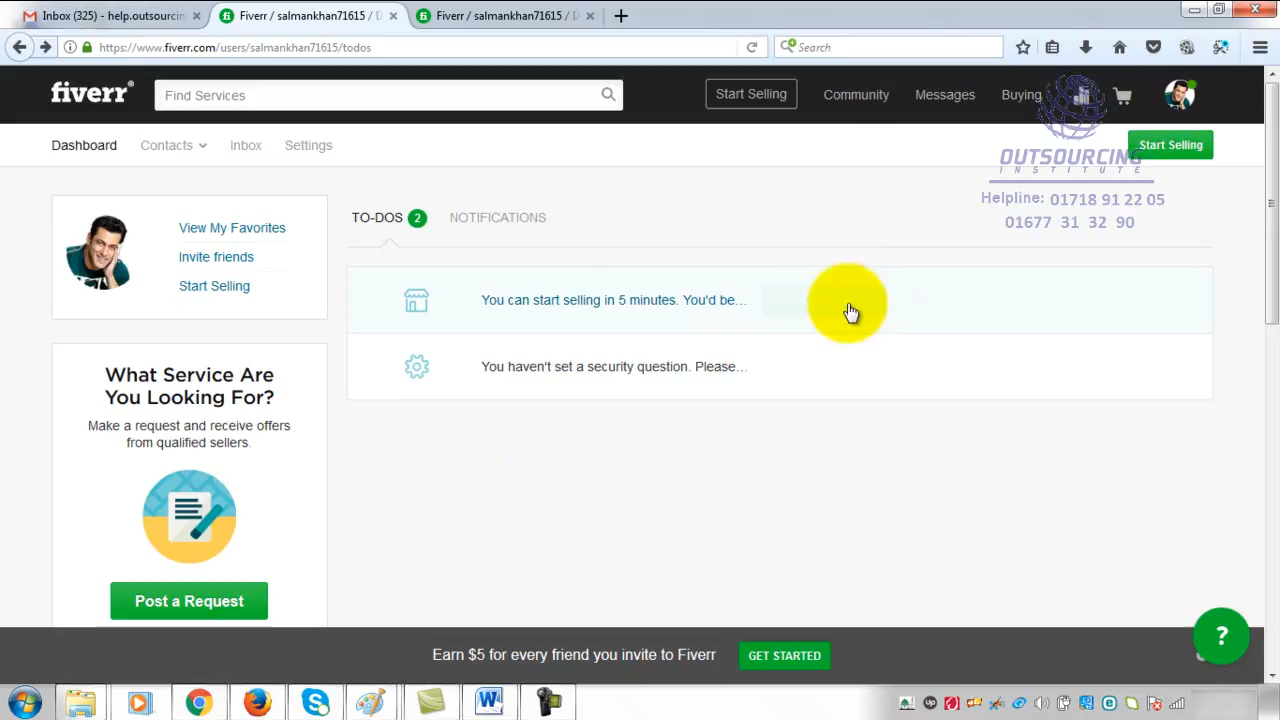 Inbox (325) - help.outsourcin
Fiverr / salmankhan71615 / D
Fiverr / salmankhan71615 / D
https://www.fiverr.com/users/salmankhan71615/todos
Search
fiverr
Find Services
Start Selling
Community
Messages
Buying
Dashboard
Contacts
Inbox
Settings
Start Selling
OUTSOURCING
INSTITUTE
Helpline: 01718 91 22 05
01677 31 32 90
View My Favorites
Invite friends
Start Selling
TO-DOS 2
NOTIFICATIONS
You can start selling in 5 minutes. You'd be...
You haven't set a security question. Please...
What Service Are
You Looking For?
Make a request and receive offers
from qualified sellers.
Post a Request
Earn $5 for every friend you invite to Fiverr
GET STARTED
?